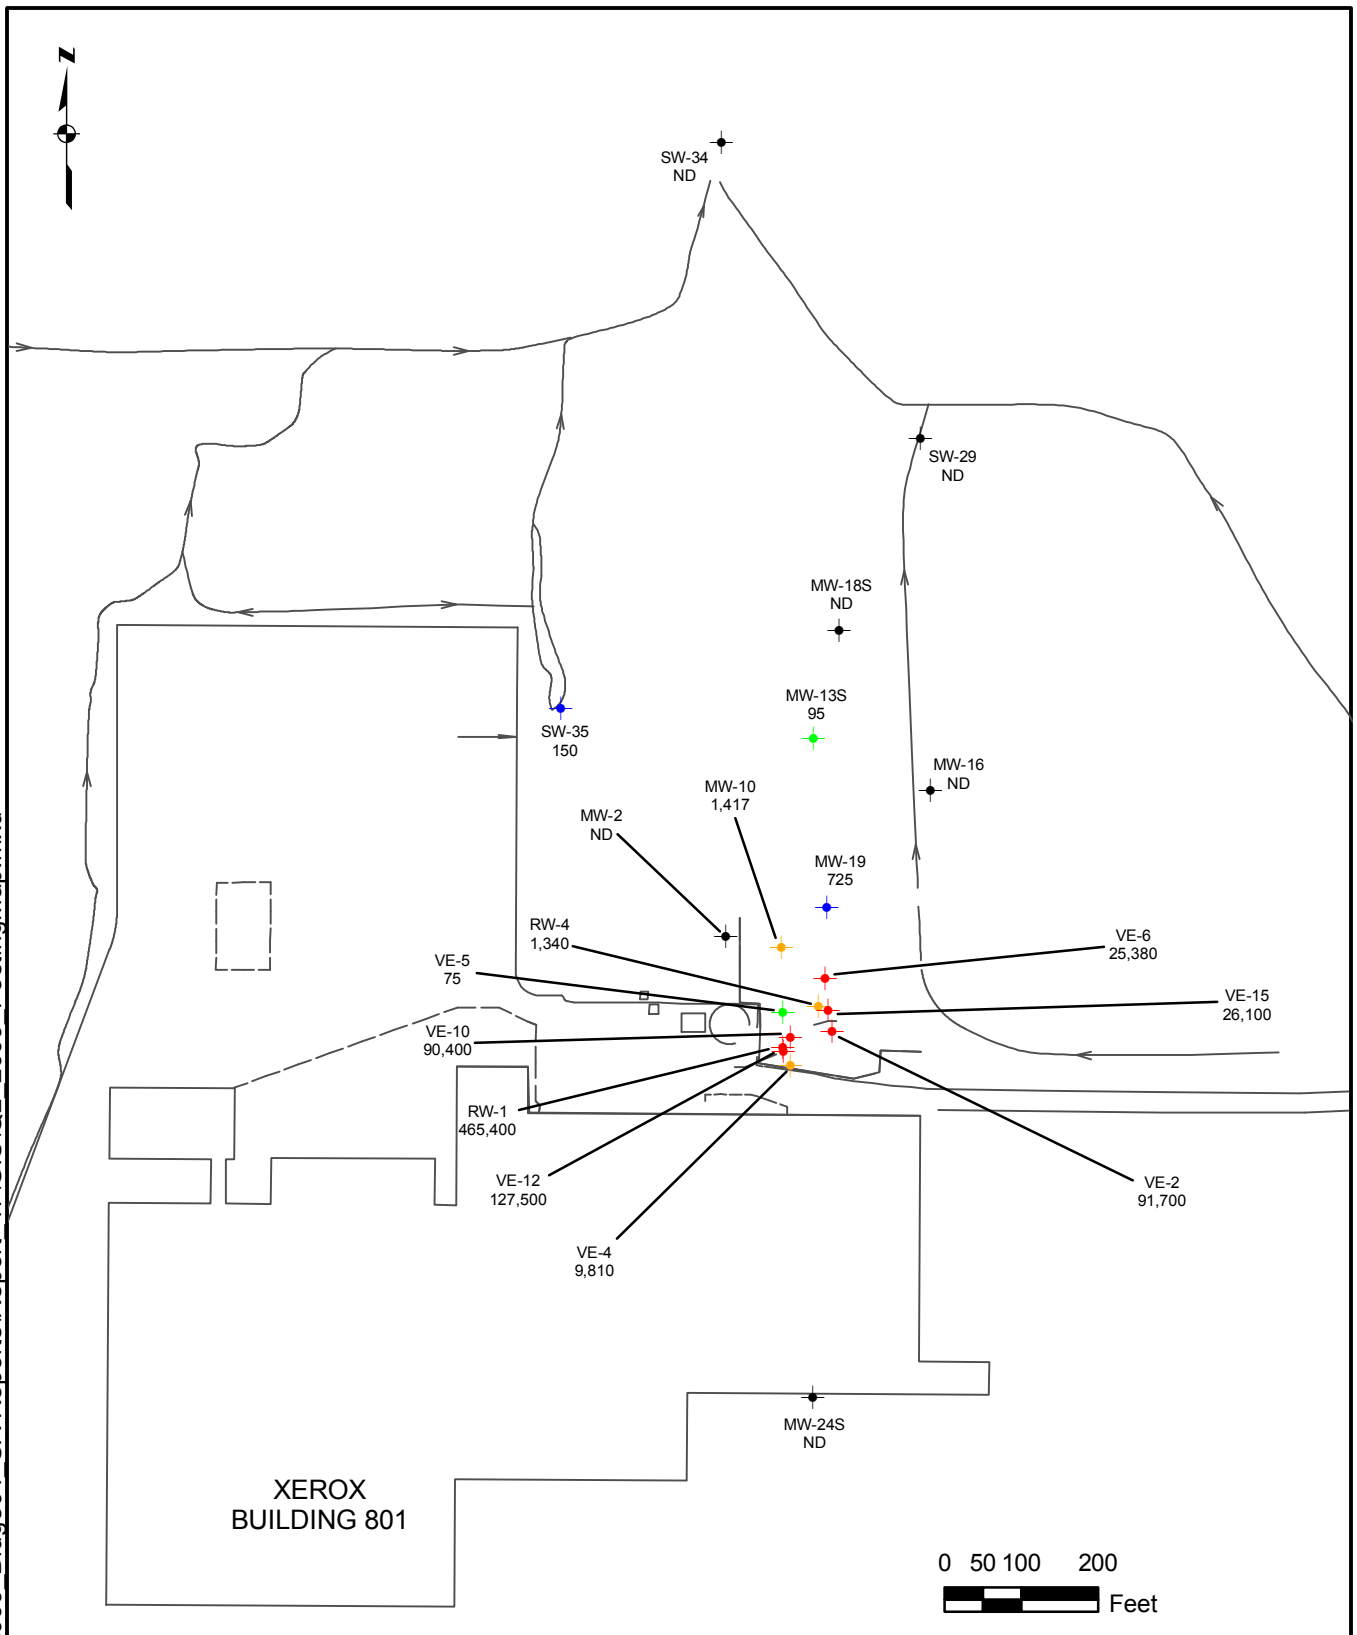 N
SW-34
ND
SW-29
ND
MW-18S
ND
MW-13S
95
SW-35
150
MW-16
ND
MW-10
1,417
MW-2
ND
MW-19
725
RW-4
1,340
VE-6
25,380
VE-5
75
VE-15
26,100
VE-10
90,400
RW-1
465,400
VE-12
127,500
VE-2
91,700
VE-4
9,810
MW-24S
ND
XEROX
BUILDING 801
0 50 100 200
Feet